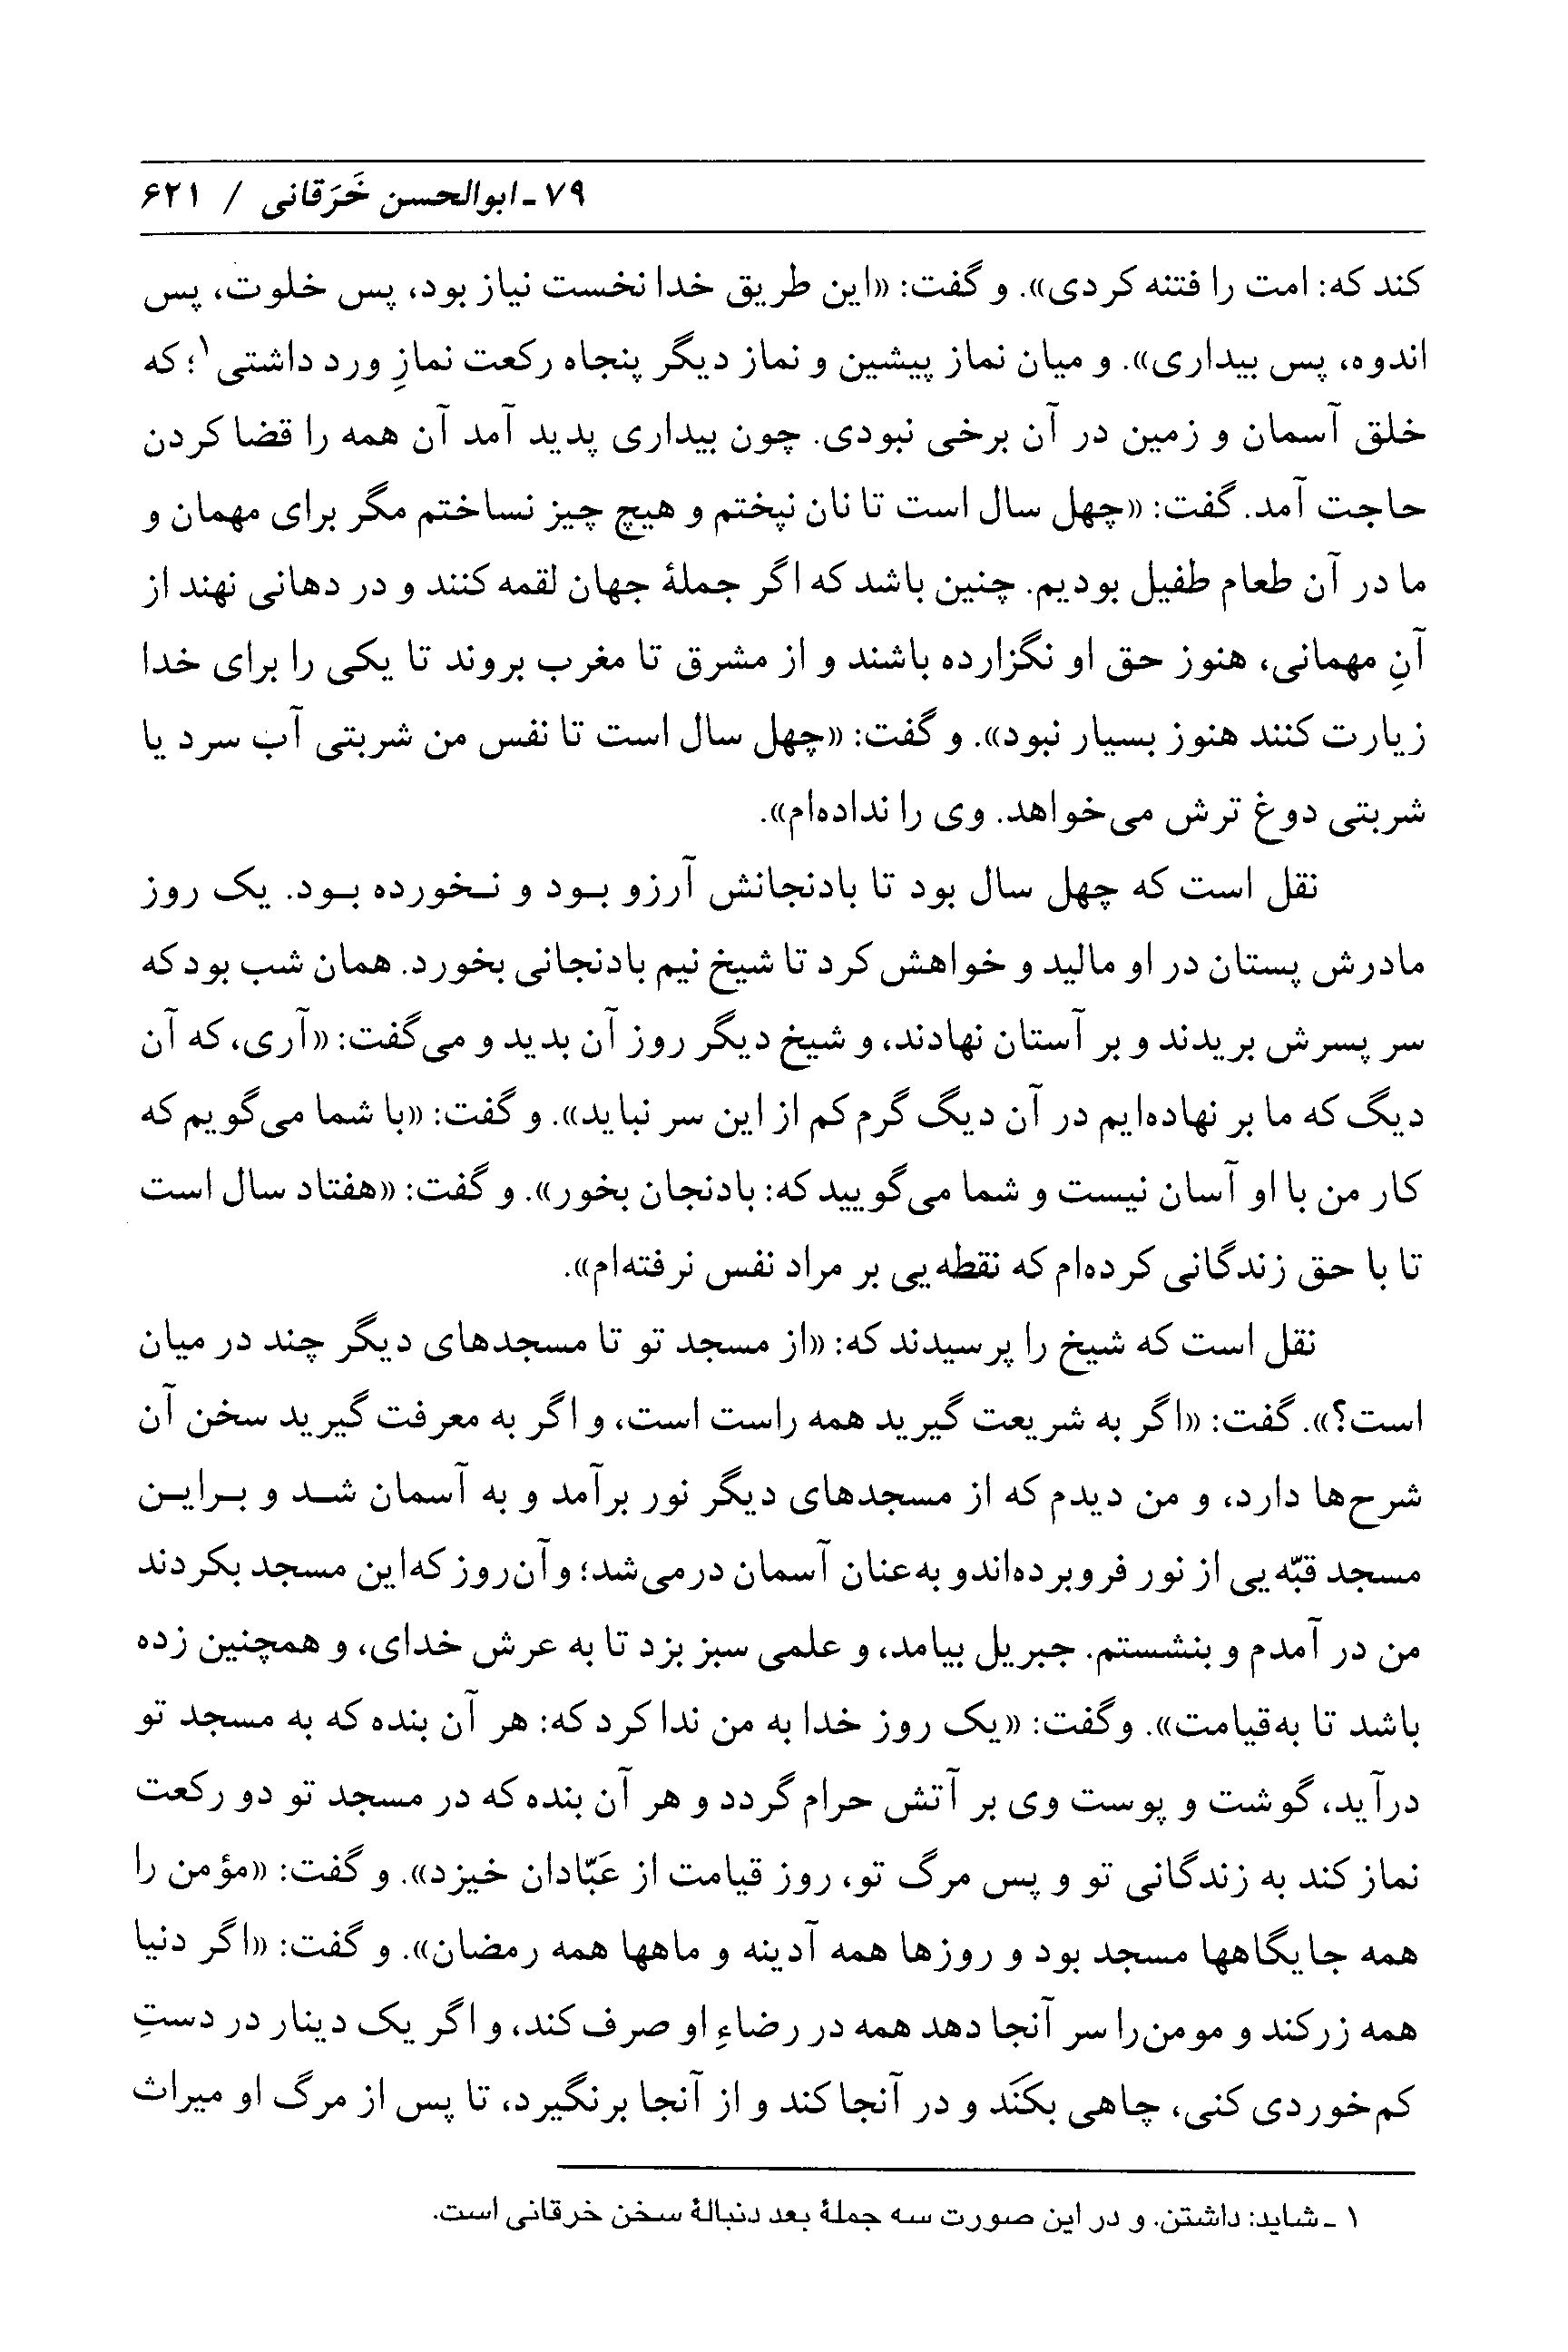 ۷۹ ـ ابوالحسن خَرَقانی / ۶۲۱
کند که: امت را فتنه کردی». و گفت: «این طریق خدا نخست نیاز بود، پس خلوت، پس
اندوه، پس بیداری». و میان نماز پیشین و نماز دیگر پنجاه رکعت نمازِ ورد داشتی۱؛ که
خلق آسمان و زمین در آن برخی نبودی. چون بیداری پدید آمد آن همه را قضا کردن
حاجت آمد. گفت: «چهل سال است تا نان نپختم و هیچ چیز نساختم مگر برای مهمان و
ما در آن طعام طفیل بودیم. چنین باشد که اگر جملۀ جهان لقمه کنند و در دهانی نهند از
آنِ مهمانی، هنوز حق او نگزارده باشند و از مشرق تا مغرب بروند تا یکی را برای خدا
زیارت کنند هنوز بسیار نبود». و گفت: «چهل سال است تا نفس من شربتی آب سرد یا
شربتی دوغ ترش می‌خواهد. وی را نداده‌ام».
نقل است که چهل سال بود تا بادنجانش آرزو بـود و نـخورده بـود. یک روز
مادرش پستان در او مالید و خواهش کرد تا شیخ نیم بادنجانی بخورد. همان شب بود که
سر پسرش بریدند و بر آستان نهادند، و شیخ دیگر روز آن بدید و می‌گفت: «آری، که آن
دیگ که ما بر نهاده‌ایم در آن دیگ گرم کم از این سر نباید». و گفت: «با شما می‌گویم که
کار من با او آسان نیست و شما می‌گویید که: بادنجان بخور». و گفت: «هفتاد سال است
تا با حق زندگانی کرده‌ام که نقطه‌یی بر مراد نفس نرفته‌ام».
نقل است که شیخ را پرسیدند که: «از مسجد تو تا مسجدهای دیگر چند در میان
است؟». گفت: «اگر به شریعت گیرید همه راست است، و اگر به معرفت گیرید سخن آن
شرح‌ها دارد، و من دیدم که از مسجدهای دیگر نور برآمد و به آسمان شـد و بـرایـن
مسجد قبّه‌یی از نور فروبرده‌اندو به‌عنان آسمان درمی‌شد؛ وآن‌روز که‌این مسجد بکردند
من در آمدم و بنشستم. جبریل بیامد، و علمی سبز بزد تا به عرش خدای، و همچنین زده
باشد تا به‌قیامت». وگفت: «یک روز خدا به من ندا کرد که: هر آن بنده که به مسجد تو
درآید، گوشت و پوست وی بر آتش حرام گردد و هر آن بنده که در مسجد تو دو رکعت
نماز کند به زندگانی تو و پس مرگ تو، روز قیامت از عَبّادان خیزد». و گفت: «مؤمن را
همه جایگاهها مسجد بود و روزها همه آدینه و ماهها همه رمضان». و گفت: «اگر دنیا
همه زرکند و مومن‌را سر آنجا دهد همه در رضاءِ او صرف کند، و اگر یک دینار در دستِ
کم‌خوردی کنی، چاهی بکنَد و در آنجا کند و از آنجا برنگیرد، تا پس از مرگ او میراث
۱ ـ شاید: داشتن. و در این صورت سه جملۀ بعد دنبالۀ سخن خرقانی است.